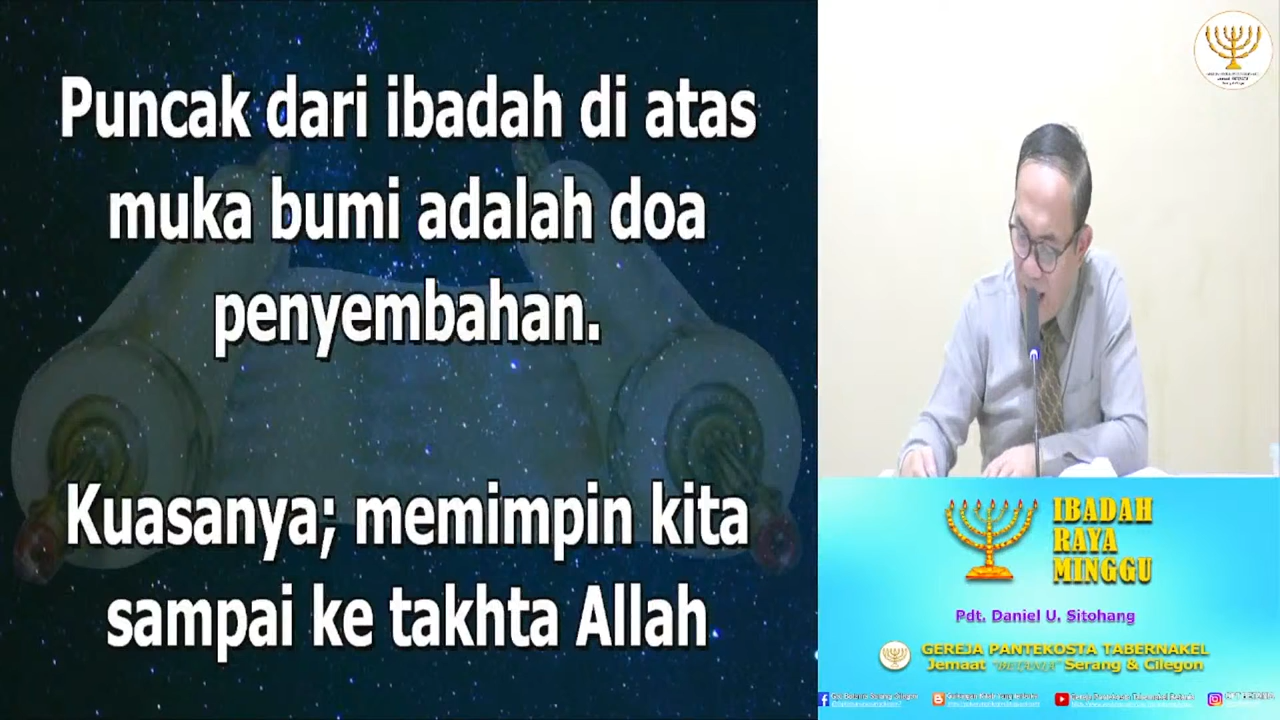 Puncak dari ibadah di atas
muka bumi adalah doa
penyembahan.
Kuasanya; memimpin kita
sampai ke takhta Allah
IBADAH
RAYA
MINGGU
Pdt. Daniel U. Sitohang
GEREJA PANTEKOSTA TABERNAKEL
Jemaat "BETANIA" Serang & Cilegon